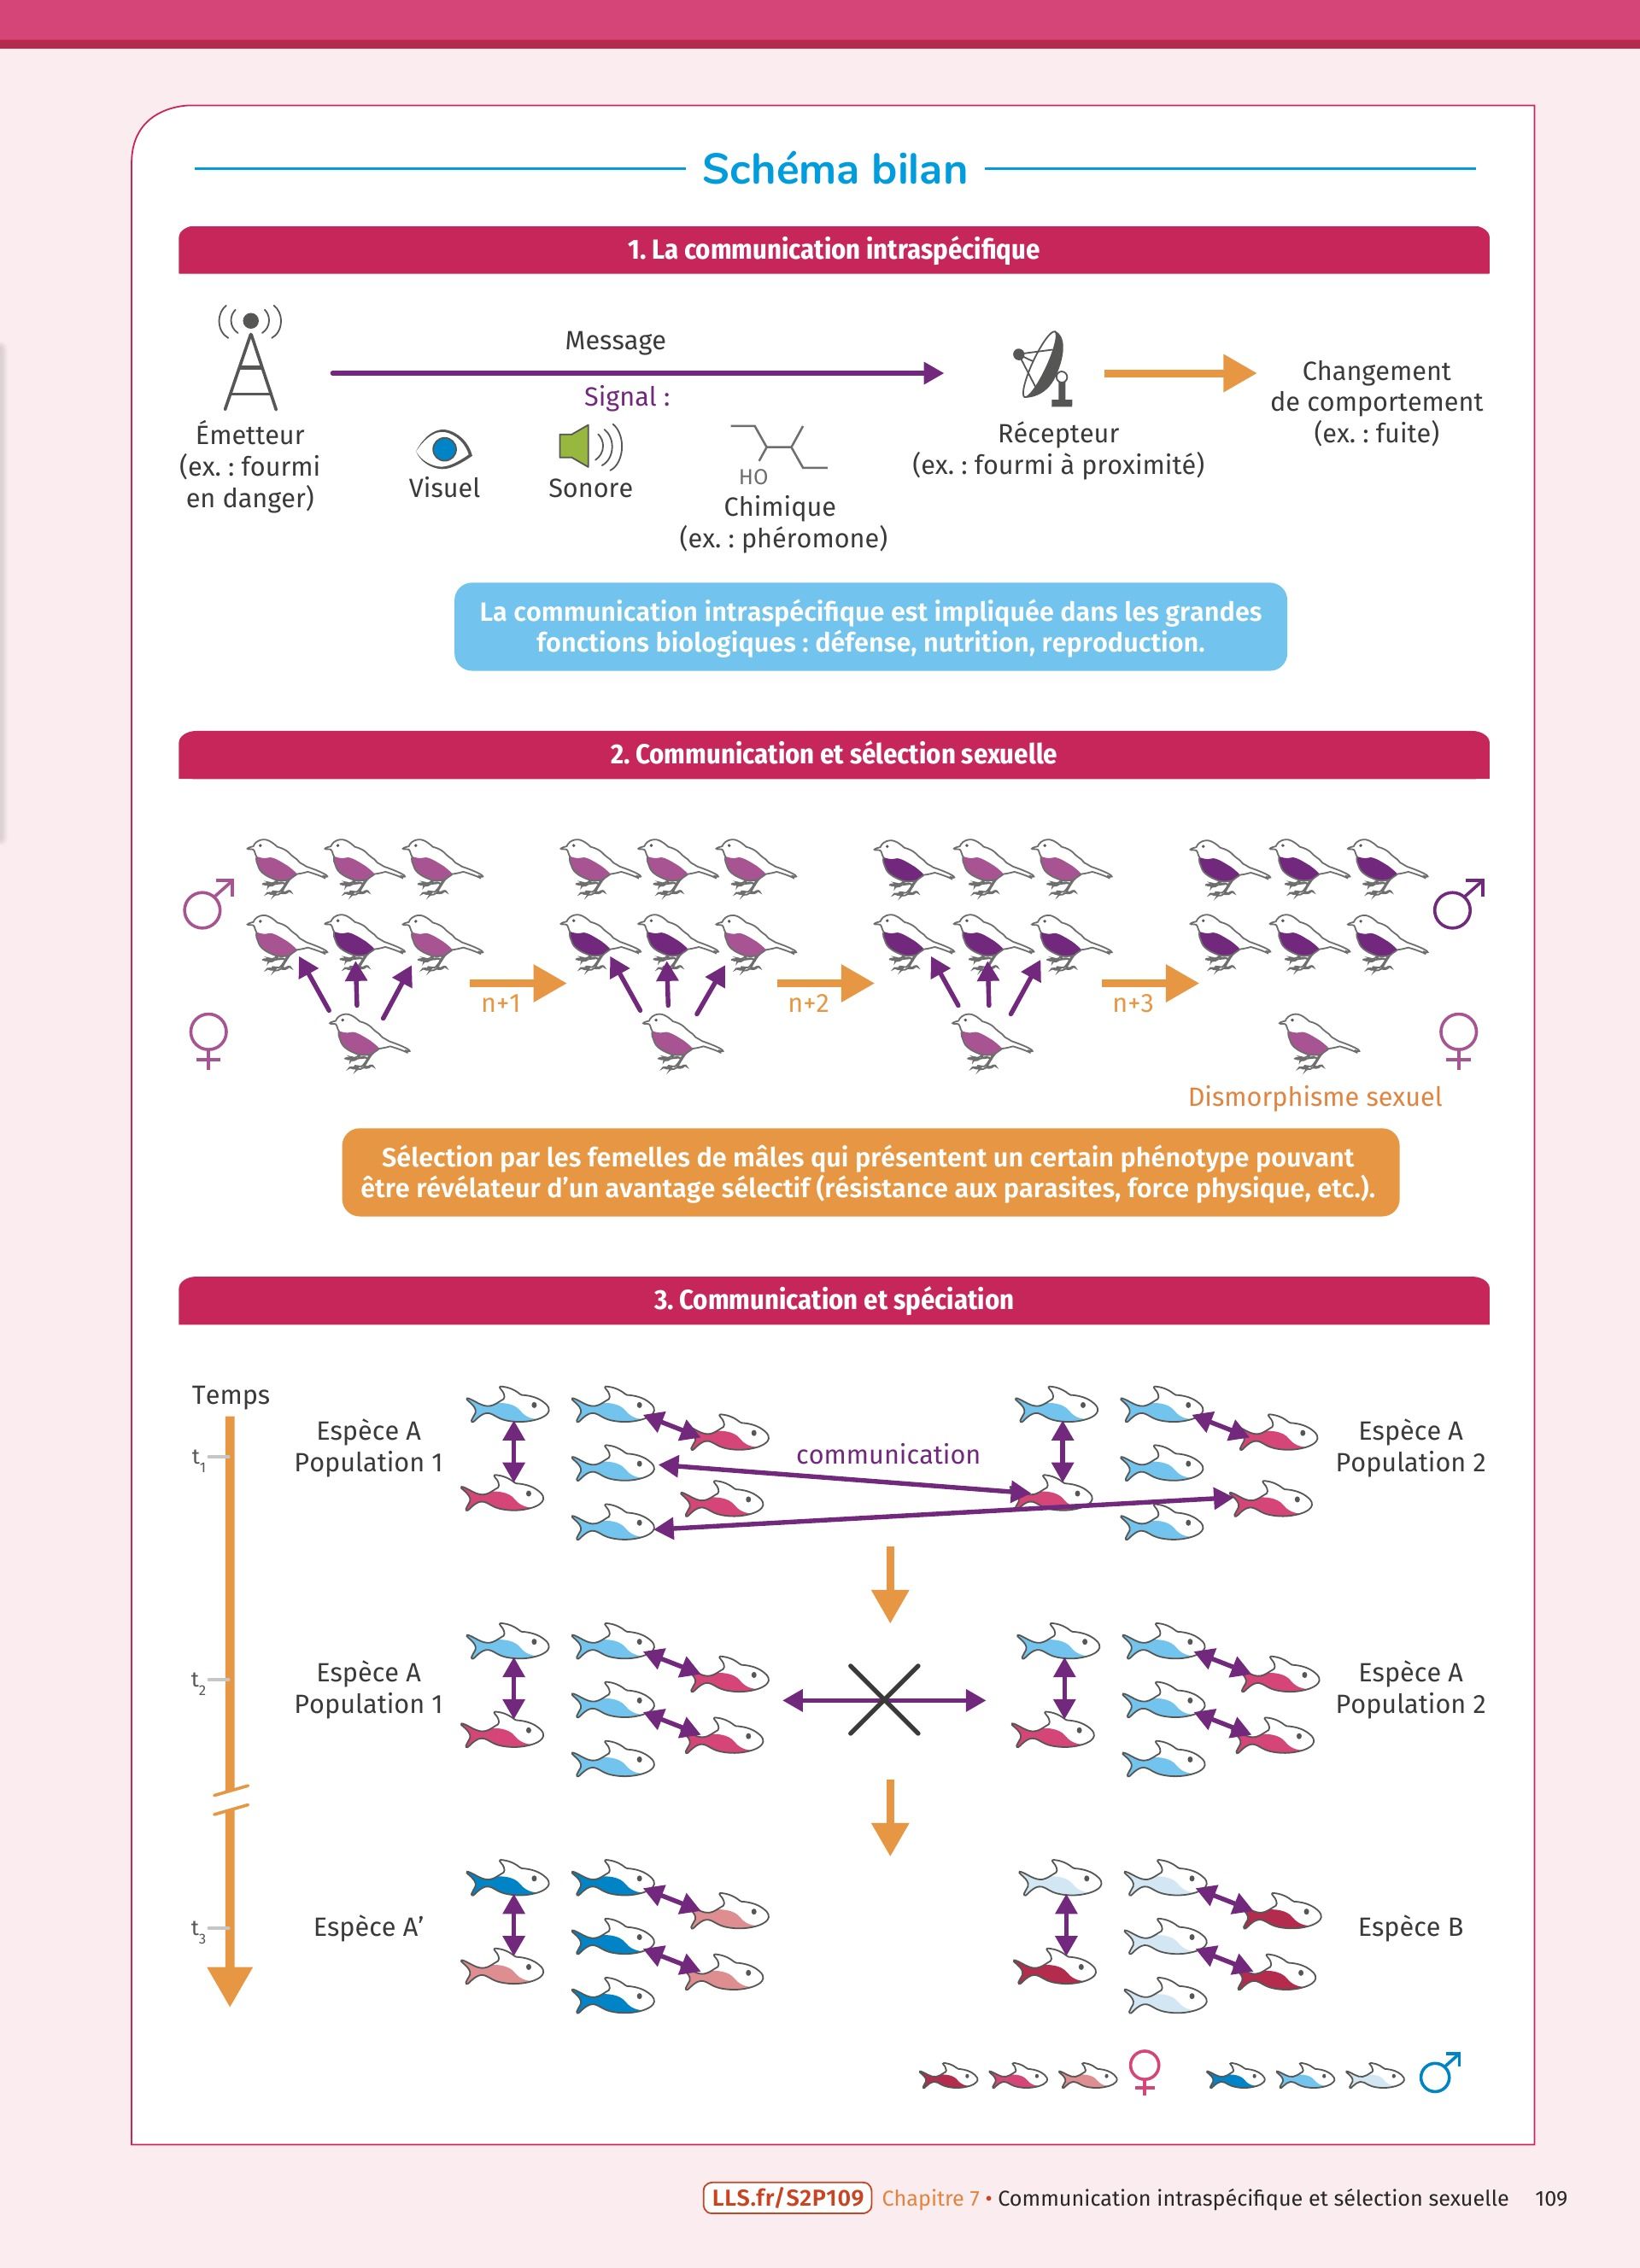 Schéma bilan
1. La communication intraspécifique
Message
Signal :
Émetteur
(ex. : fourmi
en danger)
Visuel
Sonore
HO
Chimique
(ex. : phéromone)
Récepteur
(ex. : fourmi à proximité)
Changement
de comportement
(ex. : fuite)
La communication intraspécifique est impliquée dans les grandes
fonctions biologiques : défense, nutrition, reproduction.
2. Communication et sélection sexuelle
n+1
n+2
n+3
Dismorphisme sexuel
Sélection par les femelles de mâles qui présentent un certain phénotype pouvant
être révélateur d'un avantage sélectif (résistance aux parasites, force physique, etc.).
3. Communication et spéciation
Temps
t1
Espèce A
Population 1
communication
Espèce A
Population 2
t2
Espèce A
Population 1
Espèce A
Population 2
t3
Espèce A’
Espèce B
LLS.fr/S2P109 Chapitre 7 • Communication intraspécifique et sélection sexuelle 109